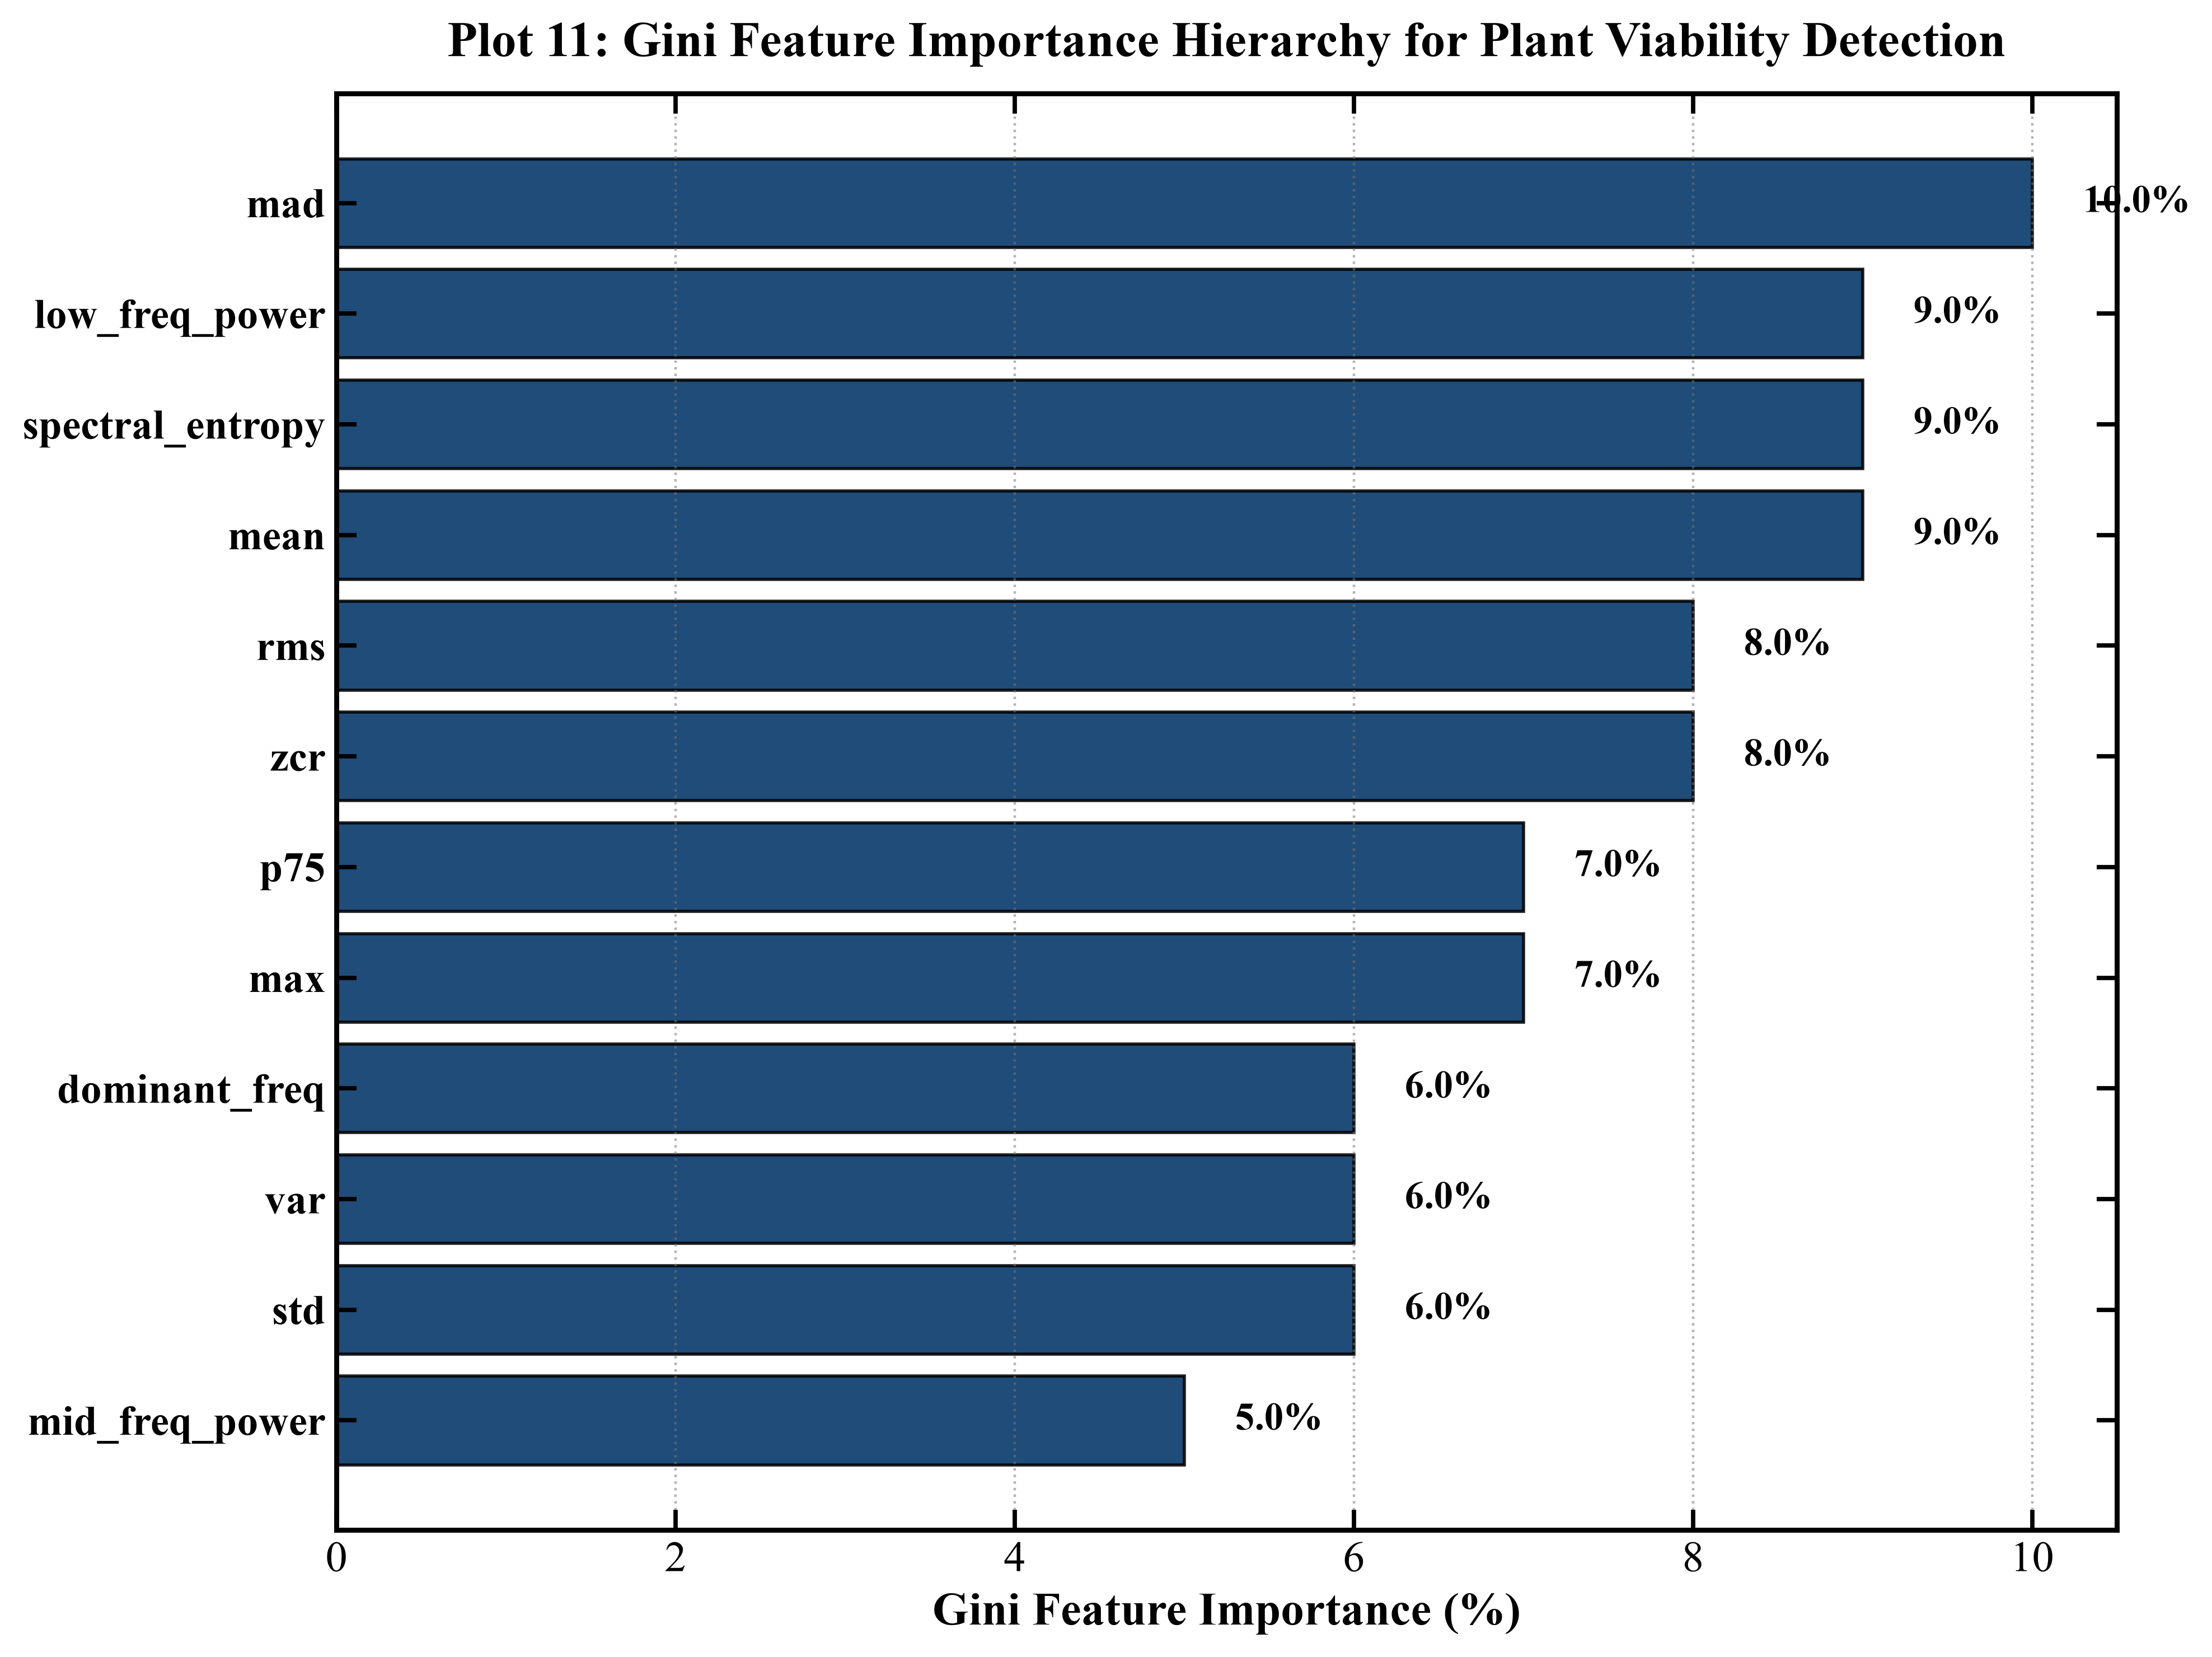 Plot 11: Gini Feature Importance Hierarchy for Plant Viability Detection
mad 10.0%
low_freq_power 9.0%
spectral_entropy 9.0%
mean 9.0%
rms 8.0%
zcr 8.0%
p75 7.0%
max 7.0%
dominant_freq 6.0%
var 6.0%
std 6.0%
mid_freq_power 5.0%
0 2 4 6 8 10
Gini Feature Importance (%)